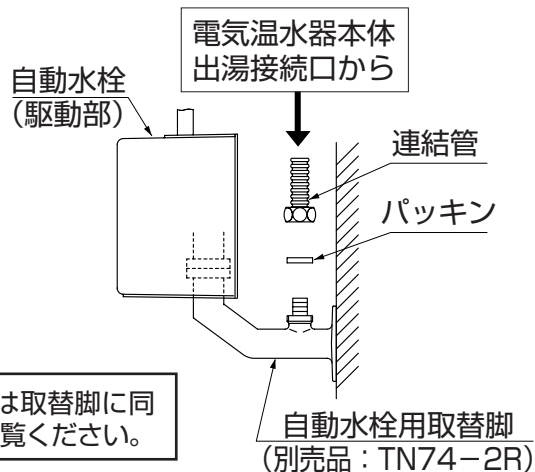 電気温水器本体
出湯接続口から
自動水栓
（駆動部）
連結管
パッキン
は取替脚に同
覧ください。
自動水栓用取替脚
（別売品：TN74－2R）